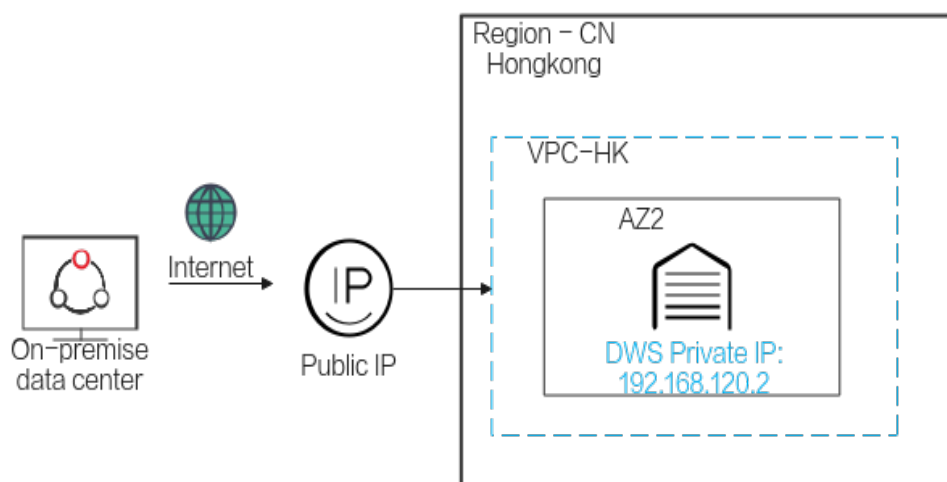 Region - CN
Hongkong
VPC-HK
AZ2
DWS Private IP:
192.168.120.2
Internet
IP
Public IP
On-premise
data center